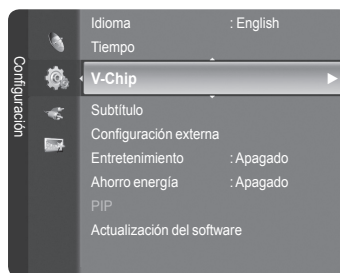 Configuración
Idioma : English
Tiempo
V-Chip
Subtítulo
Configuración externa
Entretenimiento : Apagado
Ahorro energía : Apagado
PIP
Actualización del software